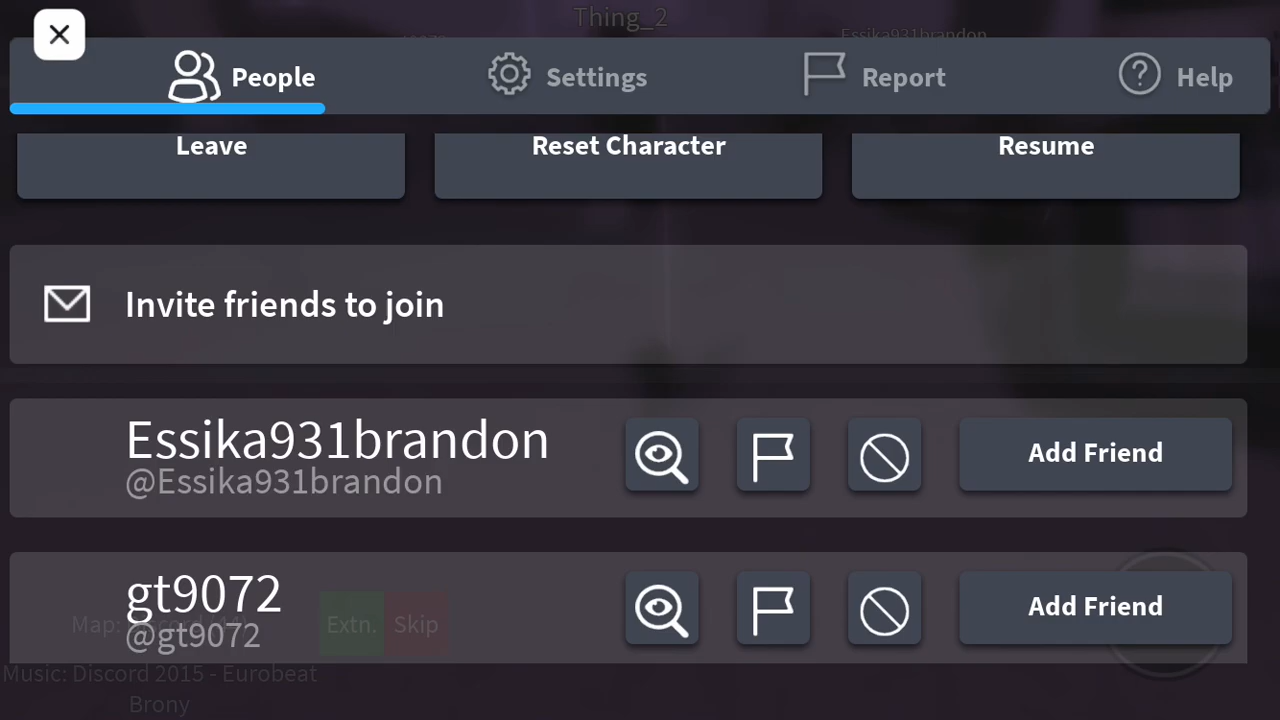 Thing_2
Essika931brandon
People
Settings
Report
Help
Leave
Reset Character
Resume
Invite friends to join
Essika931brandon
@Essika931brandon
Add Friend
gt9072
@gt9072
Add Friend
Map:
Extn.
Skip
Music: Discord 2015 - Eurobeat
Brony